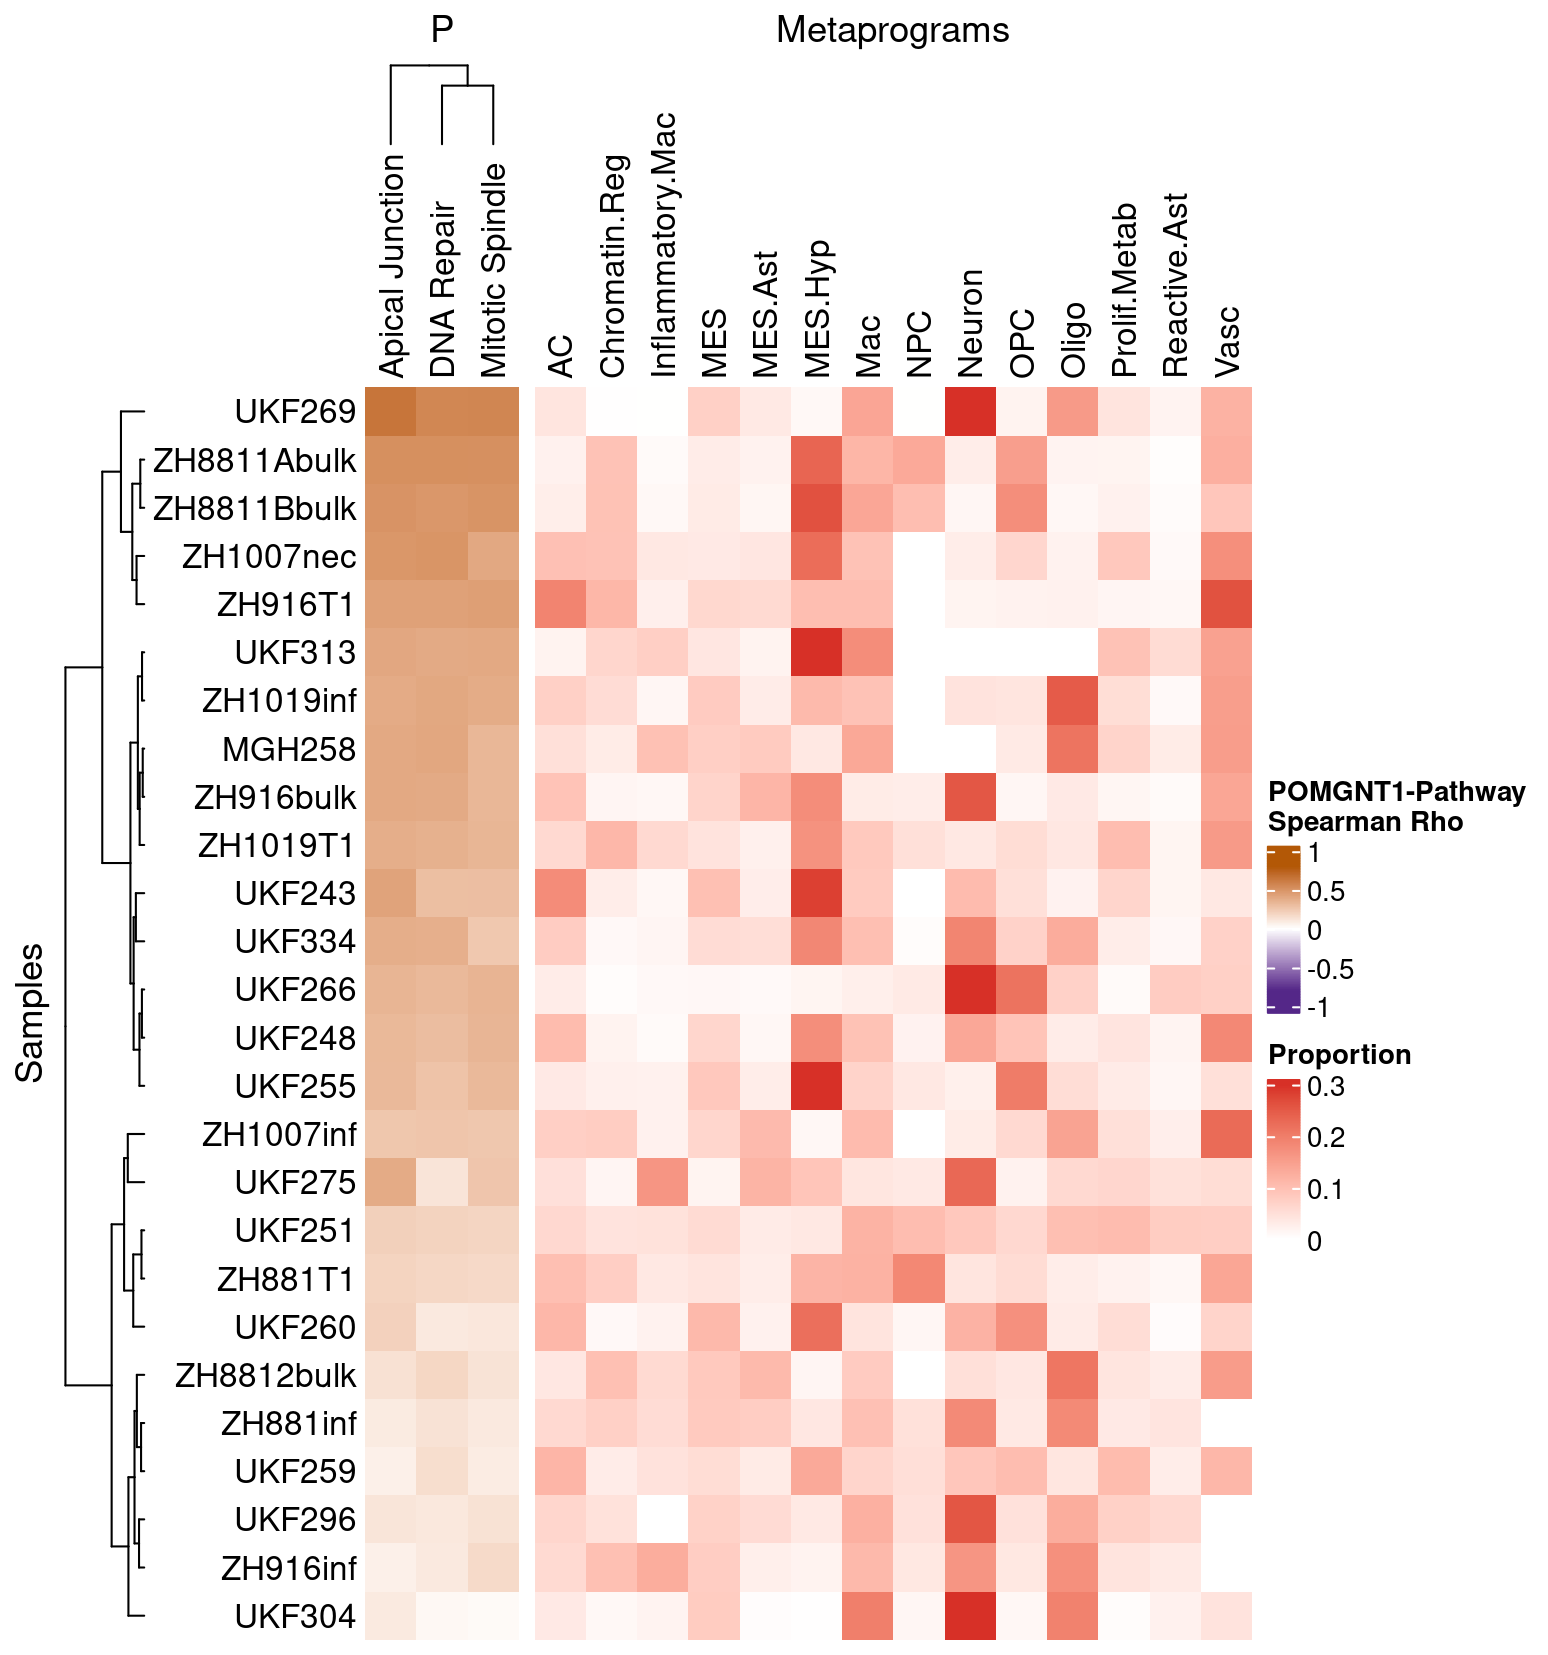 P
Metaprograms
Apical Junction
DNA Repair
Mitotic Spindle
AC
Chromatin.Reg
Inflammatory.Mac
MES
MES.Ast
MES.Hyp
Mac
NPC
Neuron
OPC
Oligo
Prolif.Metab
Reactive.Ast
Vasc
Samples
UKF269
ZH8811Abulk
ZH8811Bbulk
ZH1007nec
ZH916T1
UKF313
ZH1019inf
MGH258
ZH916bulk
ZH1019T1
UKF243
UKF334
UKF266
UKF248
UKF255
ZH1007inf
UKF275
UKF251
ZH881T1
UKF260
ZH8812bulk
ZH881inf
UKF259
UKF296
ZH916inf
UKF304
POMGNT1-Pathway
Spearman Rho
1
0.5
0
-0.5
-1
Proportion
0.3
0.2
0.1
0